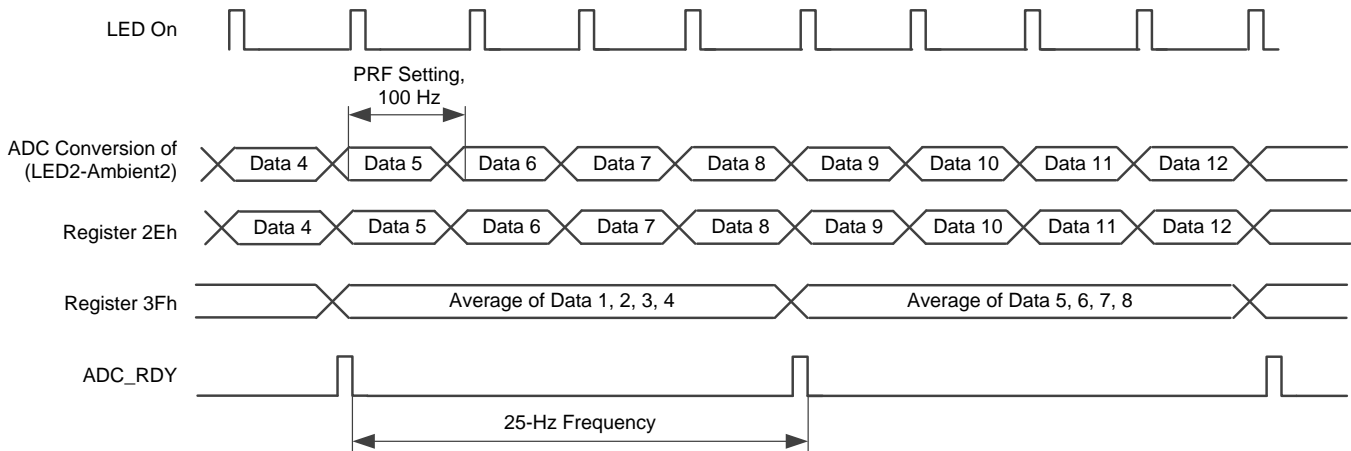 LED On
PRF Setting,
100 Hz
ADC Conversion of
(LED2-Ambient2)
Data 4 Data 5 Data 6 Data 7 Data 8 Data 9 Data 10 Data 11 Data 12
Register 2Eh
Data 4 Data 5 Data 6 Data 7 Data 8 Data 9 Data 10 Data 11 Data 12
Register 3Fh
Average of Data 1, 2, 3, 4 Average of Data 5, 6, 7, 8
ADC_RDY
25-Hz Frequency